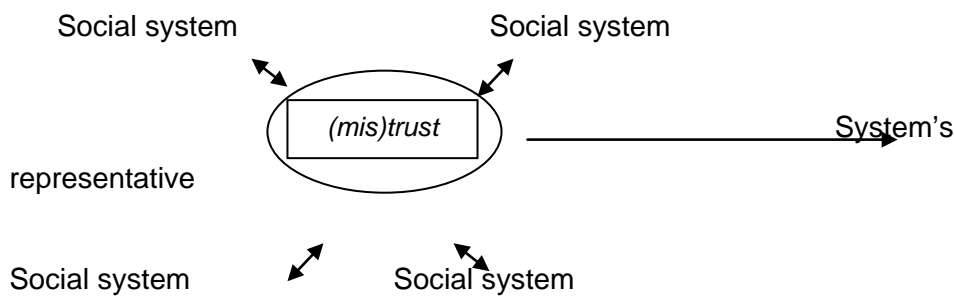 Social system Social system
(mis)trust System's
representative
Social system Social system